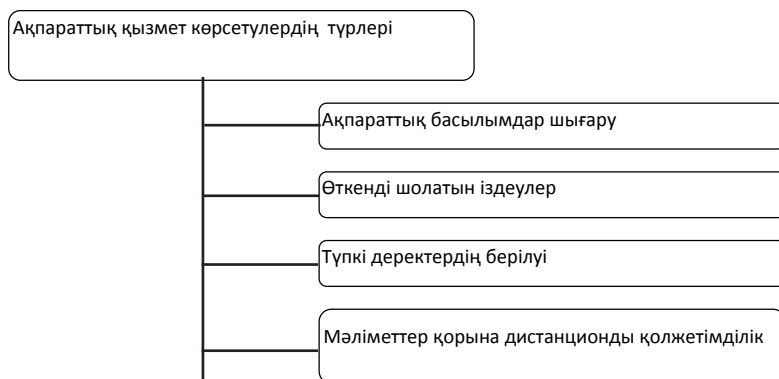 Ақпараттық қызмет көрсетулердің түрлері
Ақпараттық басылымдар шығару
Өткенді шолатын іздеулер
Түпкі деректердің берілуі
Мәліметтер қорына дистанционды қолжетімділік